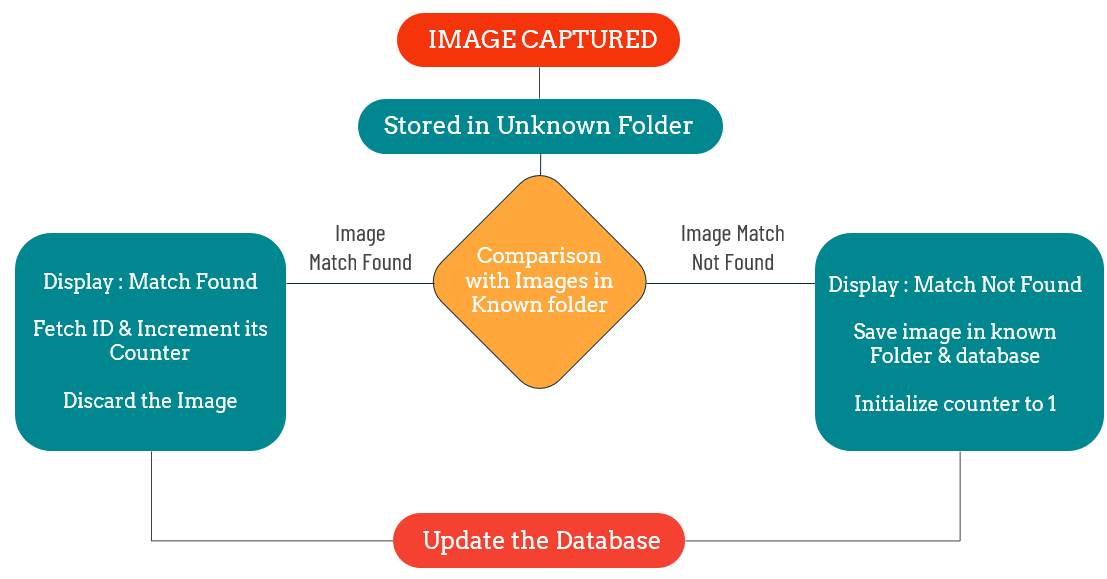 IMAGE CAPTURED
Stored in Unknown Folder
Image
Match Found
Image Match
Not Found
Comparison
with Images in
Known folder
Display : Match Found
Fetch ID & Increment its
Counter
Discard the Image
Display : Match Not Found
Save image in known
Folder & database
Initialize counter to 1
Update the Database